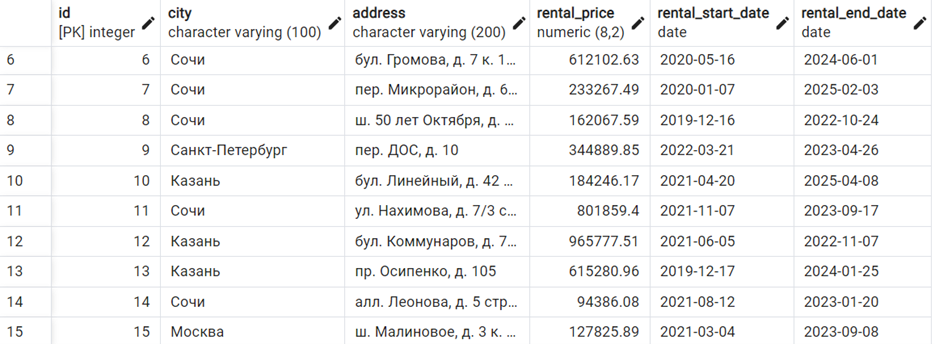 id city address rental_price rental_start_date rental_end_date
[PK] integer character varying (100) character varying (200) numeric (8,2) date date
6 6 Сочи бул. Громова, д. 7 к. 1… 612102.63 2020-05-16 2024-06-01
7 7 Сочи пер. Микрорайон, д. 6… 233267.49 2020-01-07 2025-02-03
8 8 Сочи ш. 50 лет Октября, д. … 162067.59 2019-12-16 2022-10-24
9 9 Санкт-Петербург пер. ДОС, д. 10 344889.85 2022-03-21 2023-04-26
10 10 Казань бул. Линейный, д. 42 … 184246.17 2021-04-20 2025-04-08
11 11 Сочи ул. Нахимова, д. 7/3 с… 801859.4 2021-11-07 2023-09-17
12 12 Казань бул. Коммунаров, д. 7… 965777.51 2021-06-05 2022-11-07
13 13 Казань пр. Осипенко, д. 105 615280.96 2019-12-17 2024-01-25
14 14 Сочи алл. Леонова, д. 5 стр… 94386.08 2021-08-12 2023-01-20
15 15 Москва ш. Малиновое, д. 3 к. … 127825.89 2021-03-04 2023-09-08